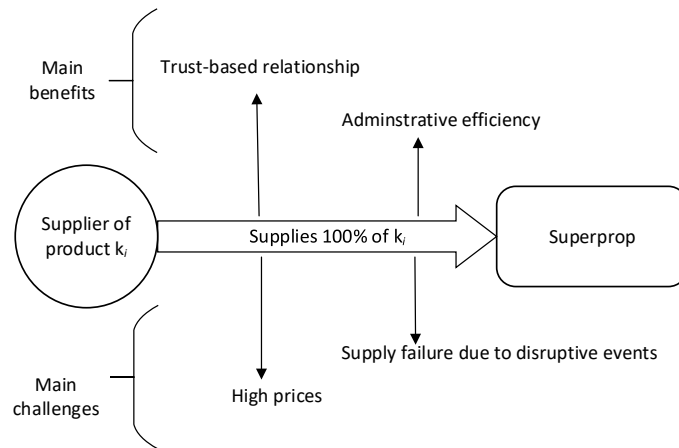 Main
benefits
Trust-based relationship
Adminstrative efficiency
Supplier of
product kᵢ
Supplies 100% of kᵢ
Superprop
Main
challenges
Supply failure due to disruptive events
High prices